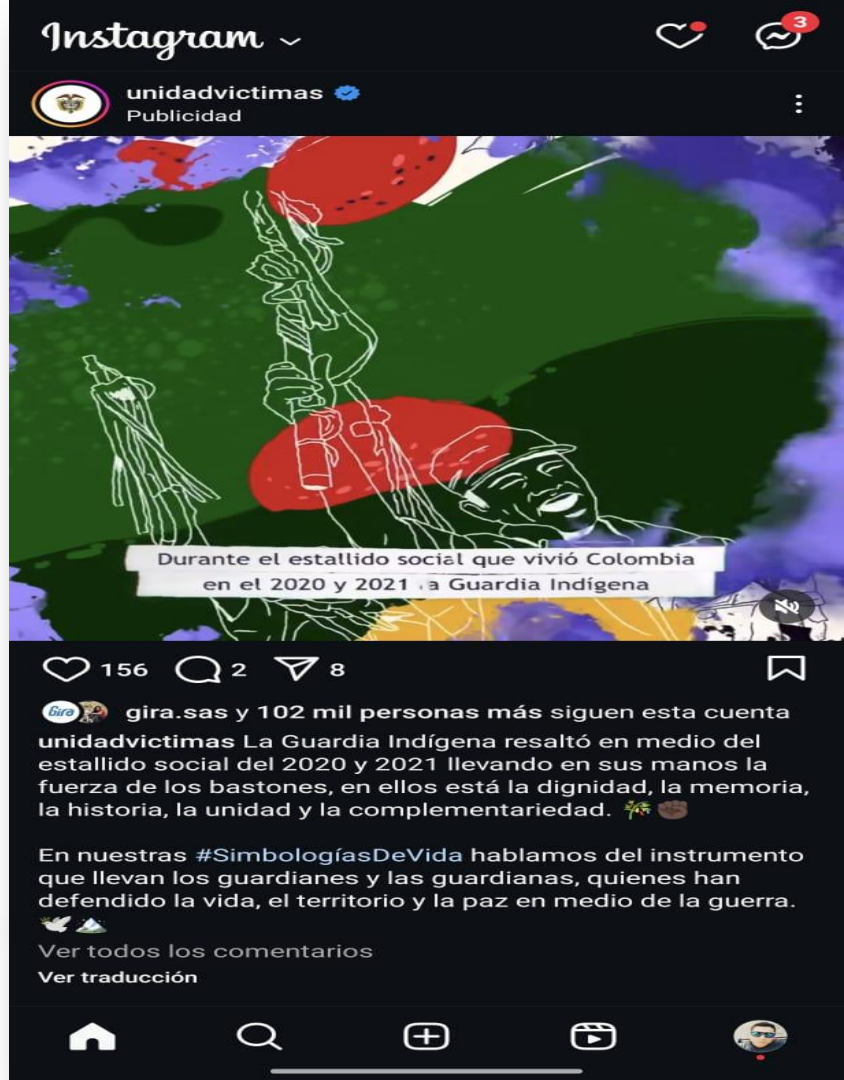 Instagram
3
unidadvictimas
Publicidad
Durante el estallido social que vivió Colombia
en el 2020 y 2021 a Guardia Indígena
156 2 8
Gira
gira.sas y 102 mil personas más siguen esta cuenta
unidadvictimas La Guardia Indígena resaltó en medio del
estallido social del 2020 y 2021 llevando en sus manos la
fuerza de los bastones, en ellos está la dignidad, la memoria,
la historia, la unidad y la complementariedad.
En nuestras #SimbologíasDeVida hablamos del instrumento
que llevan los guardianes y las guardianas, quienes han
defendido la vida, el territorio y la paz en medio de la guerra.
Ver todos los comentarios
Ver traducción